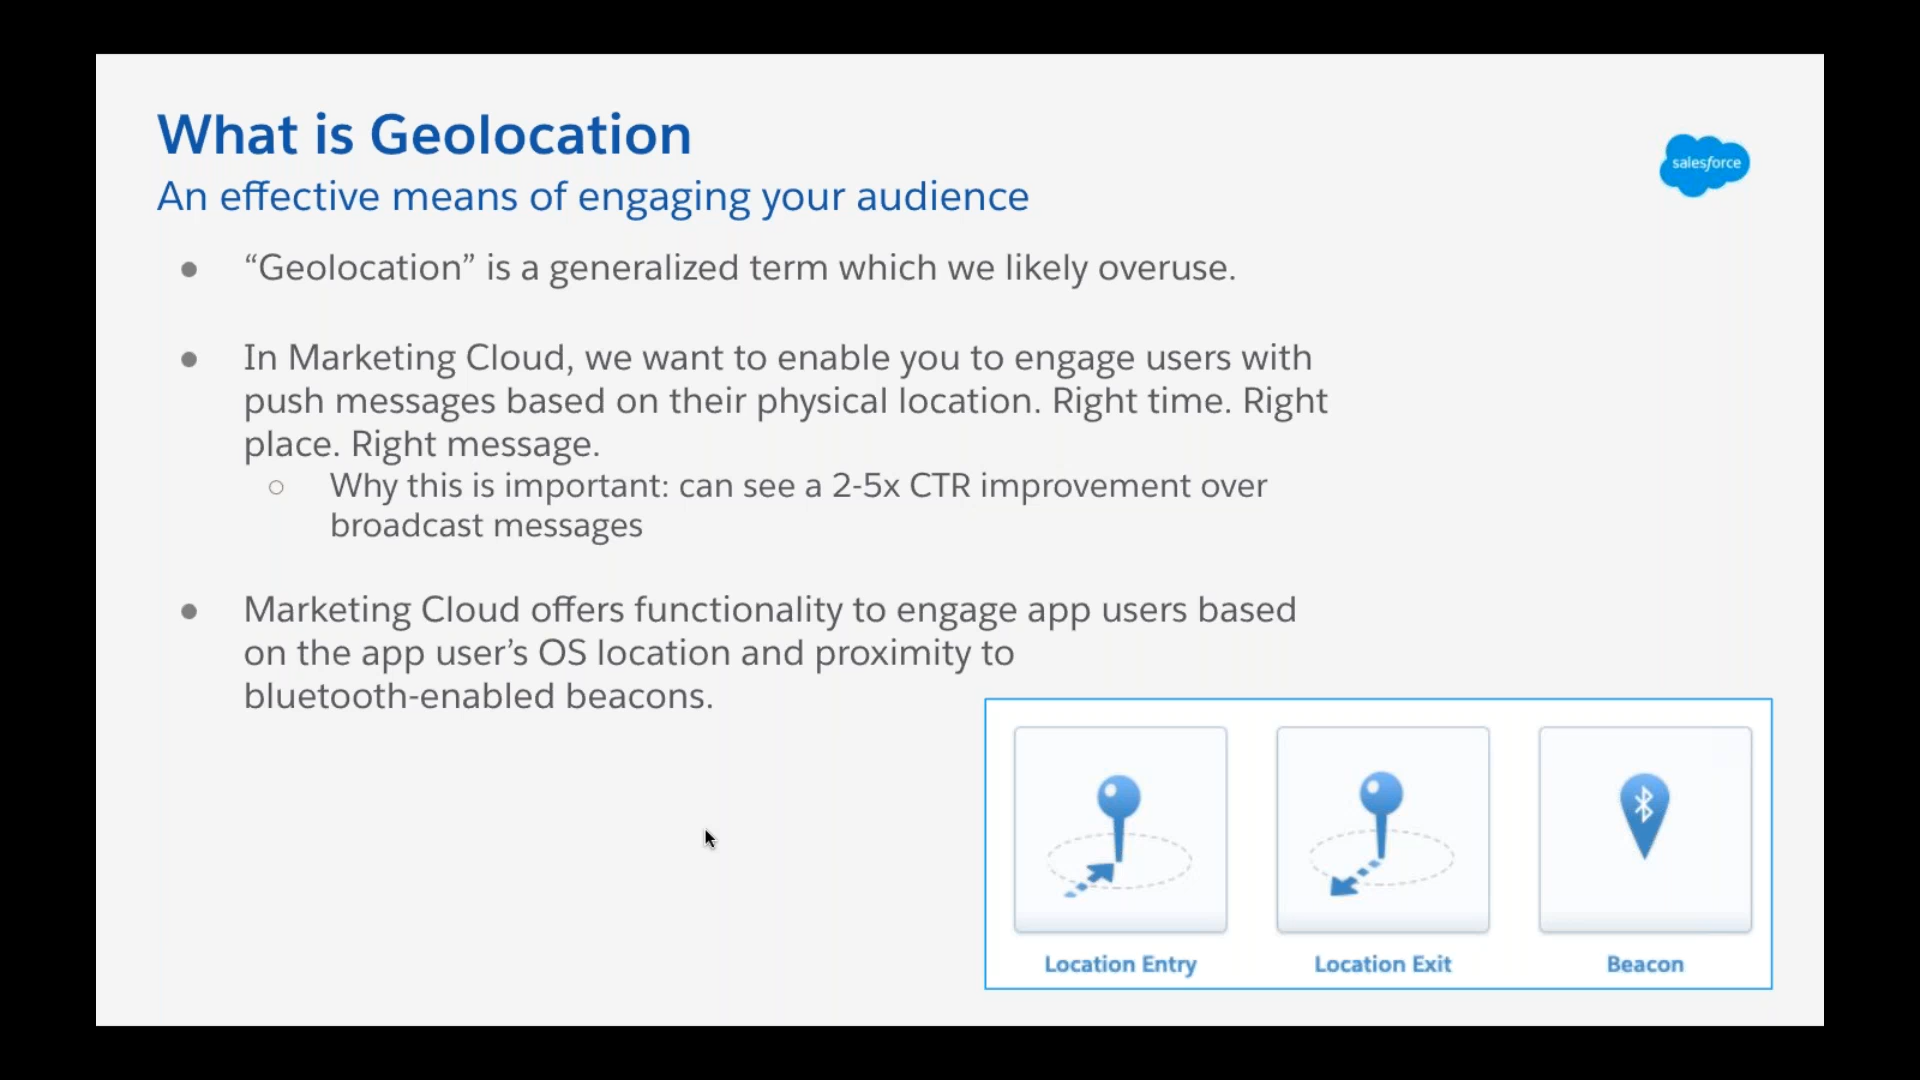 What is Geolocation
salesforce
An effective means of engaging your audience
● “Geolocation” is a generalized term which we likely overuse.
● In Marketing Cloud, we want to enable you to engage users with
push messages based on their physical location. Right time. Right
place. Right message.
○ Why this is important: can see a 2-5x CTR improvement over
broadcast messages
● Marketing Cloud offers functionality to engage app users based
on the app user’s OS location and proximity to
bluetooth-enabled beacons.
Location Entry
Location Exit
Beacon